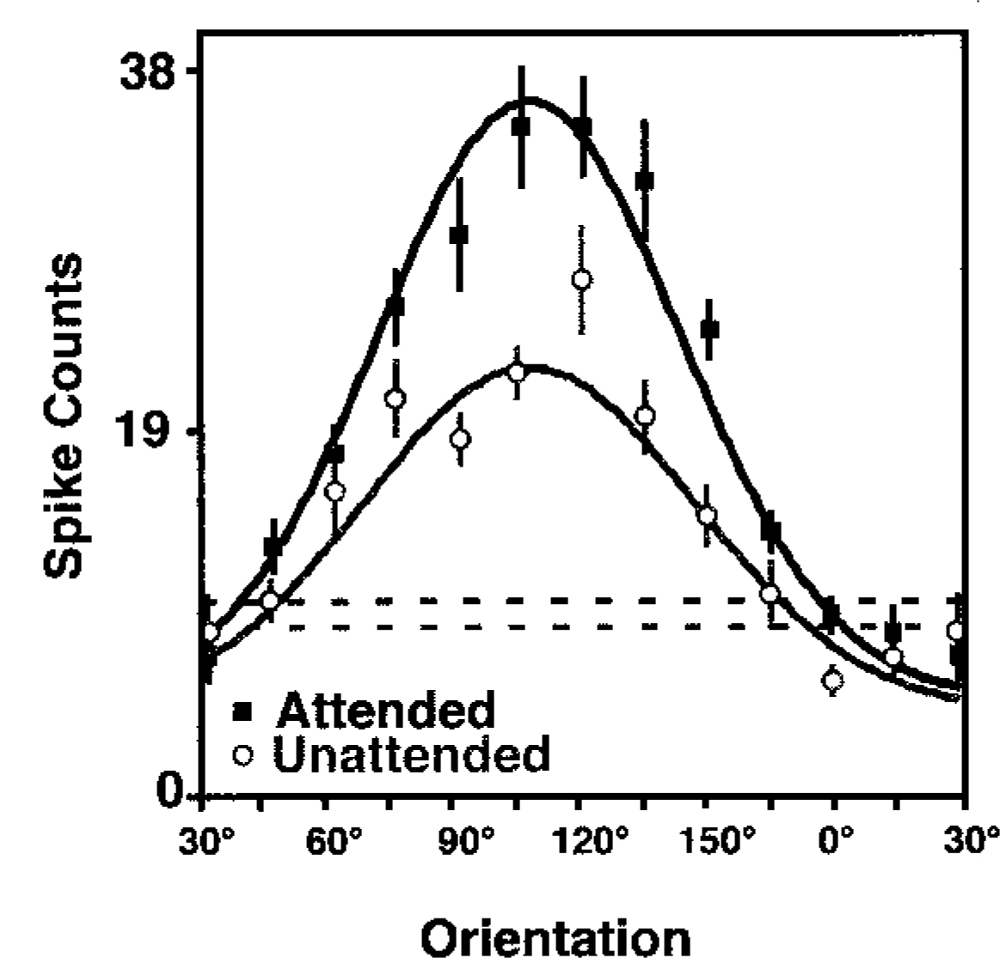 38
19
0
Spike Counts
■ Attended
○ Unattended
30° 60° 90° 120° 150° 0° 30°
Orientation